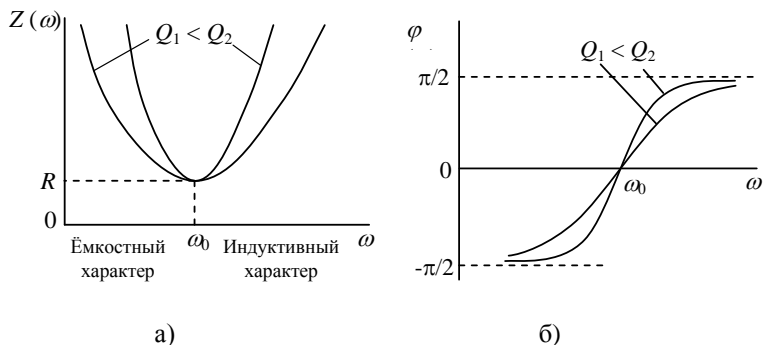 Z(ω)
Q₁ < Q₂
R
0
ω₀
ω
Ёмкостный характер
Индуктивный характер
а)
φ
Q₁ < Q₂
π/2
0
ω₀
ω
-π/2
б)